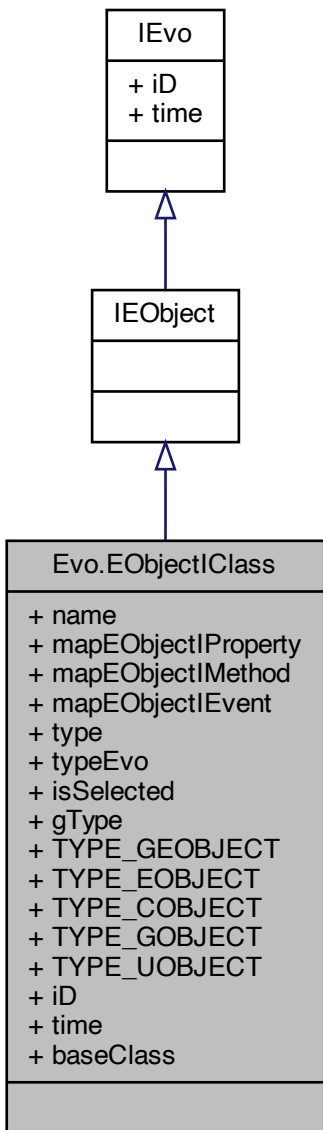 IEvo
+ iD
+ time
IEObject
Evo.EObjectIClass
+ name
+ mapEObjectIProperty
+ mapEObjectIMethod
+ mapEObjectIEvent
+ type
+ typeEvo
+ isSelected
+ gType
+ TYPE_GEOBJECT
+ TYPE_EOBJECT
+ TYPE_COBJECT
+ TYPE_GOBJECT
+ TYPE_UOBJECT
+ iD
+ time
+ baseClass